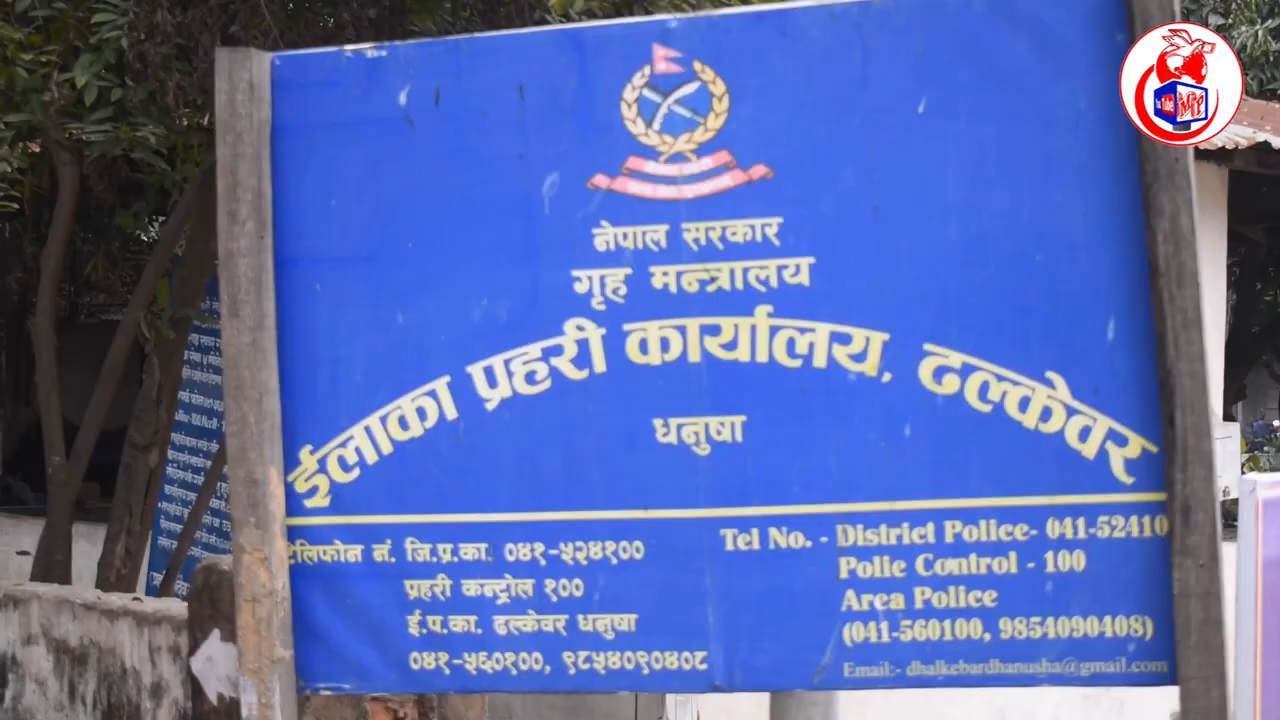 नेपाल सरकार
गृह मन्त्रालय
ईलाका प्रहरी कार्यालय, ढल्केवर
धनुषा
टेलिफोन नं. जि.प्र.का. ०४१-५२४१००
प्रहरी कन्ट्रोल १००
ई.प.का. ढल्केवर धनुषा
०४१-५६०१००, ९८५४०९०४०८
Tel No. - District Police- 041-52410
Polic Control - 100
Area Police
(041-560100, 9854090408)
Email:- dhalkebardhanusha@gmail.com